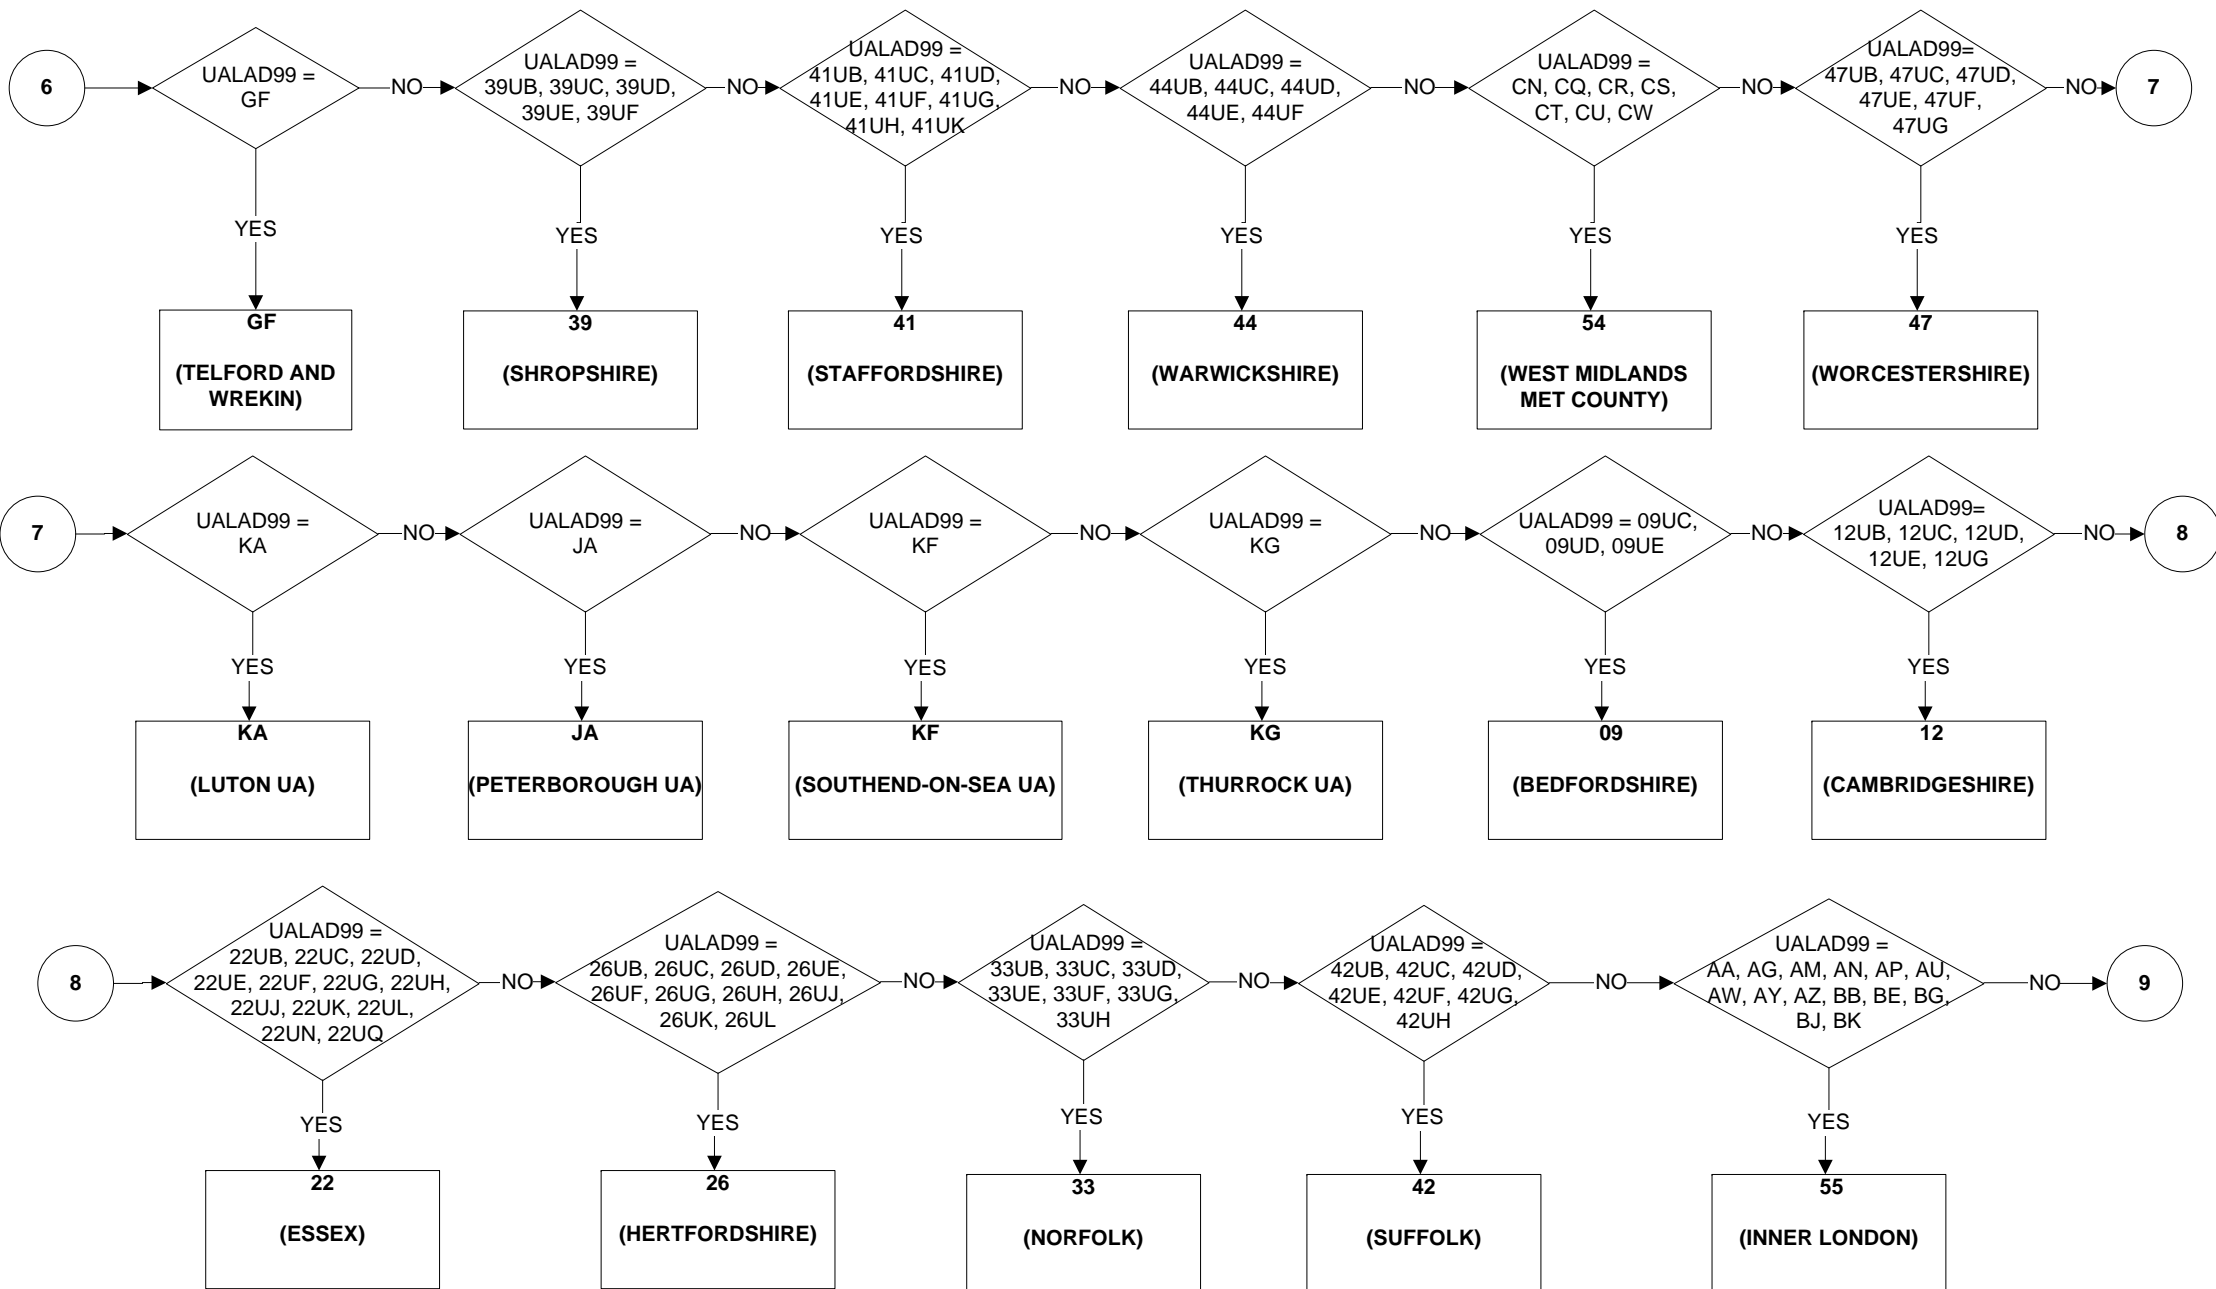 6
UALAD99 =
GF
NO
UALAD99 =
39UB, 39UC, 39UD,
39UE, 39UF
NO
UALAD99 =
41UB, 41UC, 41UD,
41UE, 41UF, 41UG,
41UH, 41UK
NO
UALAD99 =
44UB, 44UC, 44UD,
44UE, 44UF
NO
UALAD99 =
CN, CQ, CR, CS,
CT, CU, CW
NO
UALAD99=
47UB, 47UC, 47UD,
47UE, 47UF,
47UG
NO
7
YES
YES
YES
YES
YES
YES
GF
(TELFORD AND
WREKIN)
39
(SHROPSHIRE)
41
(STAFFORDSHIRE)
44
(WARWICKSHIRE)
54
(WEST MIDLANDS
MET COUNTY)
47
(WORCESTERSHIRE)
7
UALAD99 =
KA
NO
UALAD99 =
JA
NO
UALAD99 =
KF
NO
UALAD99 =
KG
NO
UALAD99 = 09UC,
09UD, 09UE
NO
UALAD99=
12UB, 12UC, 12UD,
12UE, 12UG
NO
8
YES
YES
YES
YES
YES
YES
KA
(LUTON UA)
JA
(PETERBOROUGH UA)
KF
(SOUTHEND-ON-SEA UA)
KG
(THURROCK UA)
09
(BEDFORDSHIRE)
12
(CAMBRIDGESHIRE)
8
UALAD99 =
22UB, 22UC, 22UD,
22UE, 22UF, 22UG, 22UH,
22UJ, 22UK, 22UL,
22UN, 22UQ
NO
UALAD99 =
26UB, 26UC, 26UD, 26UE,
26UF, 26UG, 26UH, 26UJ,
26UK, 26UL
NO
UALAD99 =
33UB, 33UC, 33UD,
33UE, 33UF, 33UG,
33UH
NO
UALAD99 =
42UB, 42UC, 42UD,
42UE, 42UF, 42UG,
42UH
NO
UALAD99 =
AA, AG, AM, AN, AP, AU,
AW, AY, AZ, BB, BE, BG,
BJ, BK
NO
9
YES
YES
YES
YES
YES
22
(ESSEX)
26
(HERTFORDSHIRE)
33
(NORFOLK)
42
(SUFFOLK)
55
(INNER LONDON)